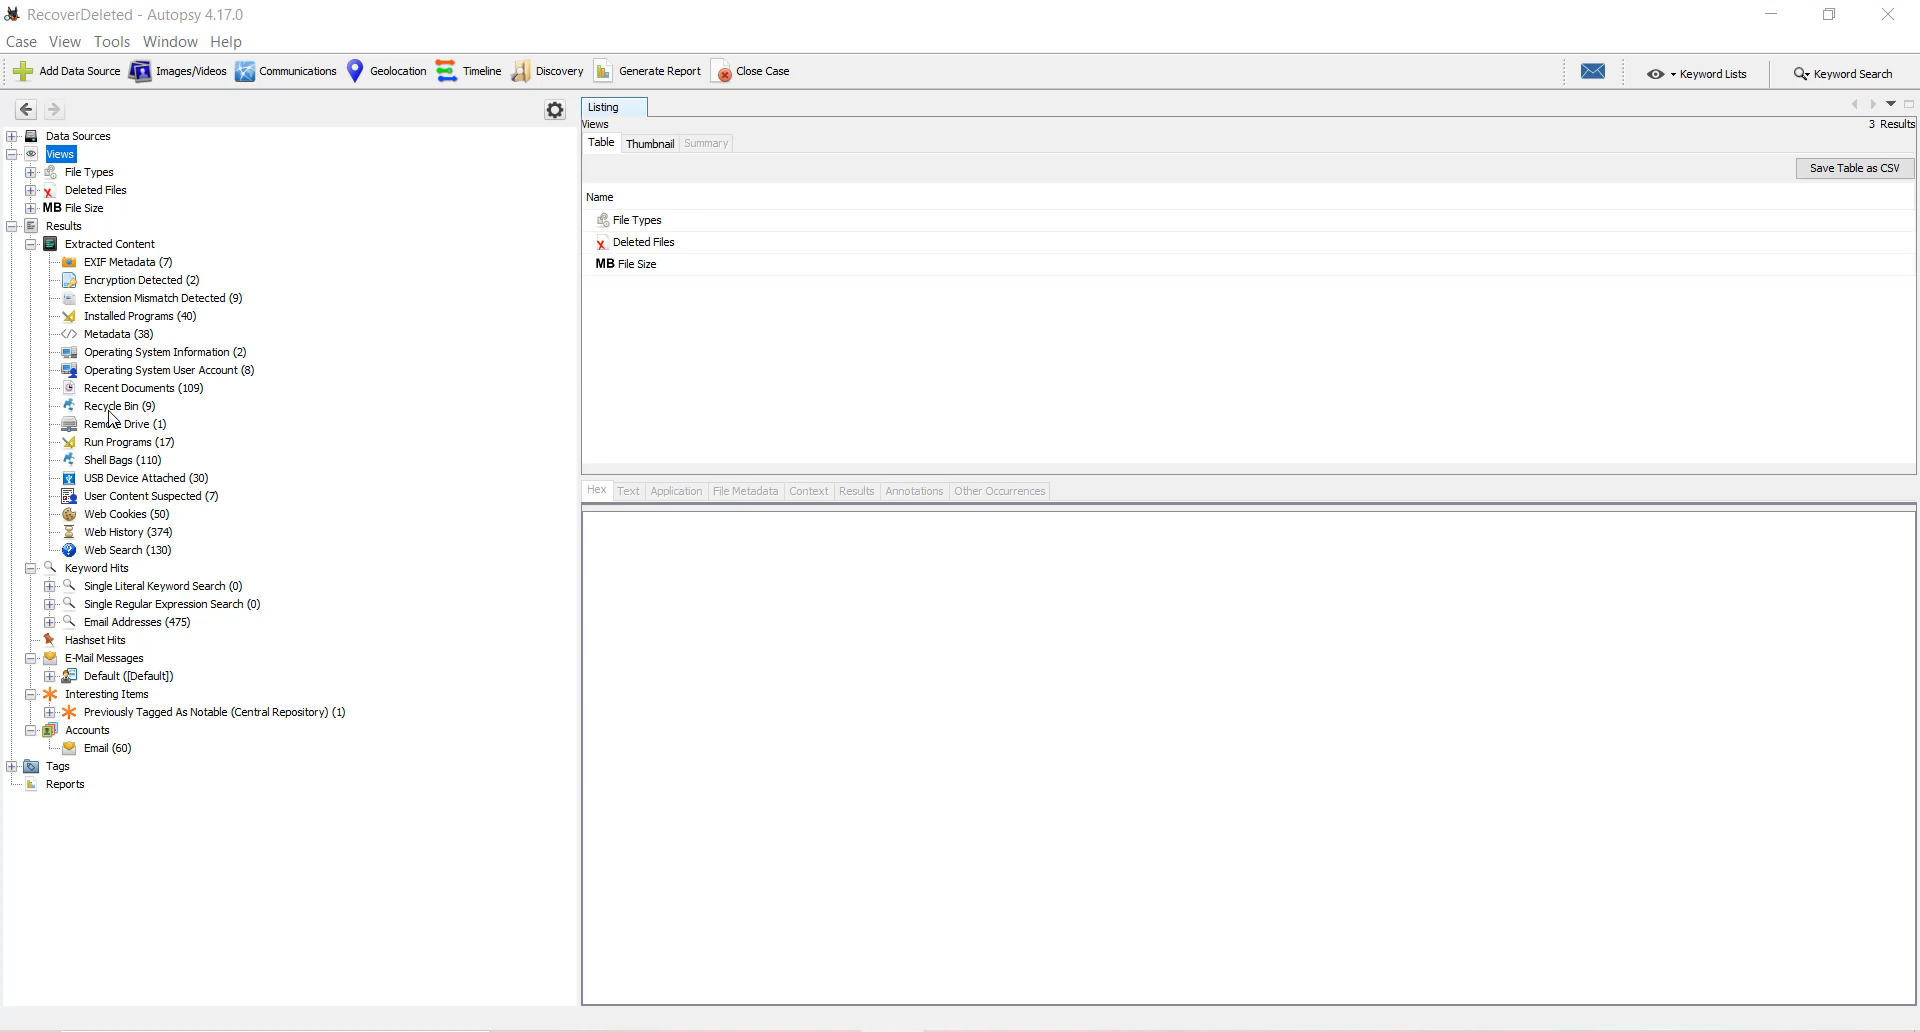 RecoverDeleted - Autopsy 4.17.0
Case View Tools Window Help
Add Data Source Images/Videos Communications Geolocation Timeline Discovery Generate Report Close Case Keyword Lists Keyword Search
Data Sources
Views
File Types
Deleted Files
MB File Size
Results
Extracted Content
EXIF Metadata (7)
Encryption Detected (2)
Extension Mismatch Detected (9)
Installed Programs (40)
Metadata (38)
Operating System Information (2)
Operating System User Account (8)
Recent Documents (109)
Recycle Bin (9)
Remote Drive (1)
Run Programs (17)
Shell Bags (110)
USB Device Attached (30)
User Content Suspected (7)
Web Cookies (50)
Web History (374)
Web Search (130)
Keyword Hits
Single Literal Keyword Search (0)
Single Regular Expression Search (0)
Email Addresses (475)
Hashset Hits
E-Mail Messages
Default ([Default])
Interesting Items
Previously Tagged As Notable (Central Repository) (1)
Accounts
Email (60)
Tags
Reports
Listing
Views
3 Results
Table Thumbnail Summary
Save Table as CSV
Name
File Types
Deleted Files
MB File Size
Hex Text Application File Metadata Context Results Annotations Other Occurrences